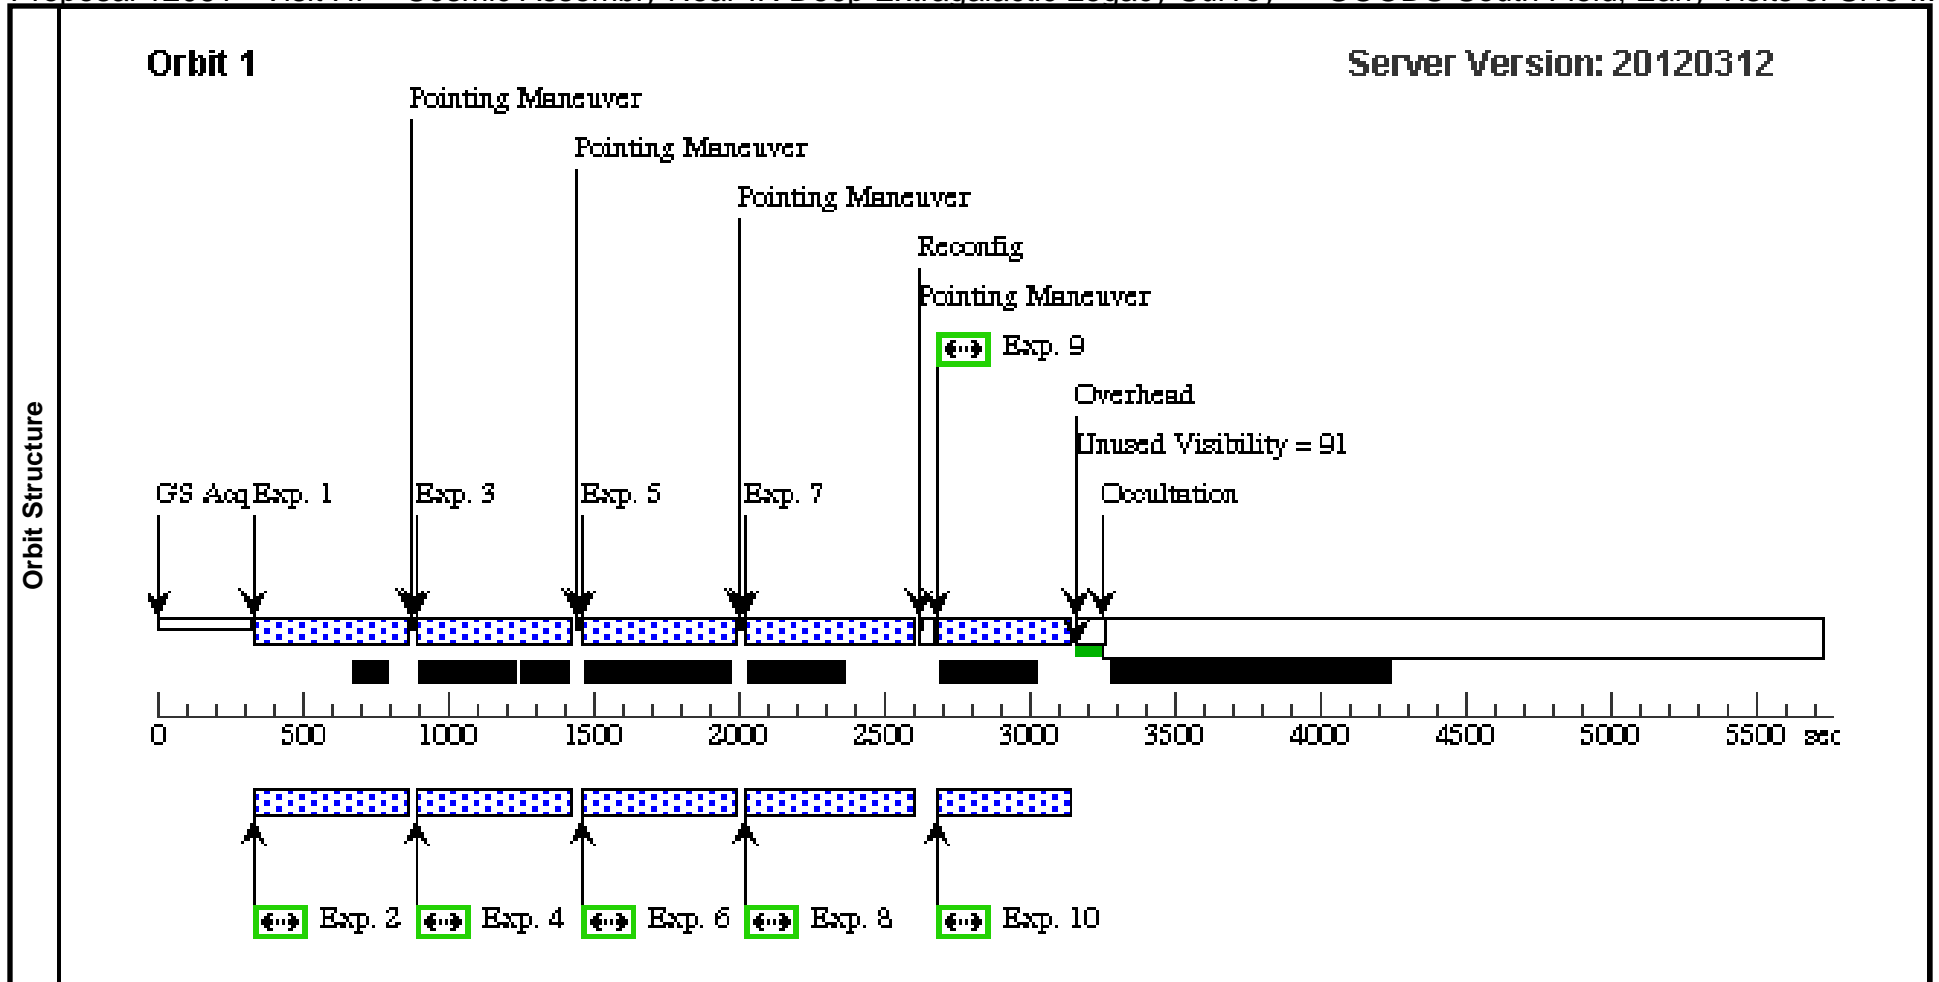 Orbit 1
Server Version: 20120312
Pointing Maneuver
Pointing Maneuver
Pointing Maneuver
Reconfig
Pointing Maneuver
Exp. 9
Overhead
Unused Visibility = 91
GS Acq Exp. 1 Exp. 3 Exp. 5 Exp. 7 Occultation
Orbit Structure
0 500 1000 1500 2000 2500 3000 3500 4000 4500 5000 5500 sec
Exp. 2 Exp. 4 Exp. 6 Exp. 8 Exp. 10